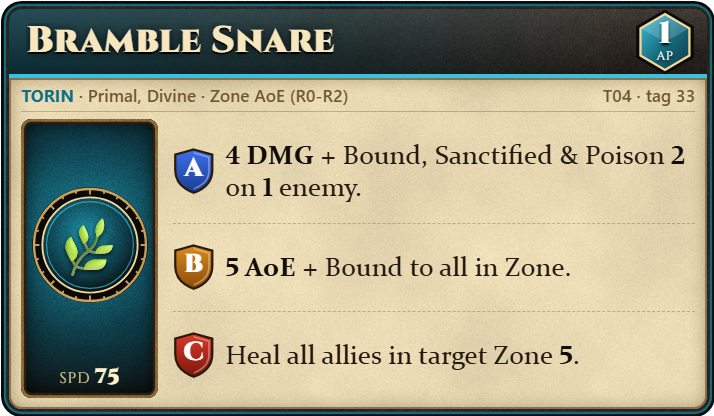 Bramble Snare
1
AP
TORIN · Primal, Divine · Zone AoE (R0-R2)
T04 · tag 33
A
4 DMG + Bound, Sanctified & Poison 2
on 1 enemy.
B
5 AoE + Bound to all in Zone.
C
Heal all allies in target Zone 5.
SPD 75